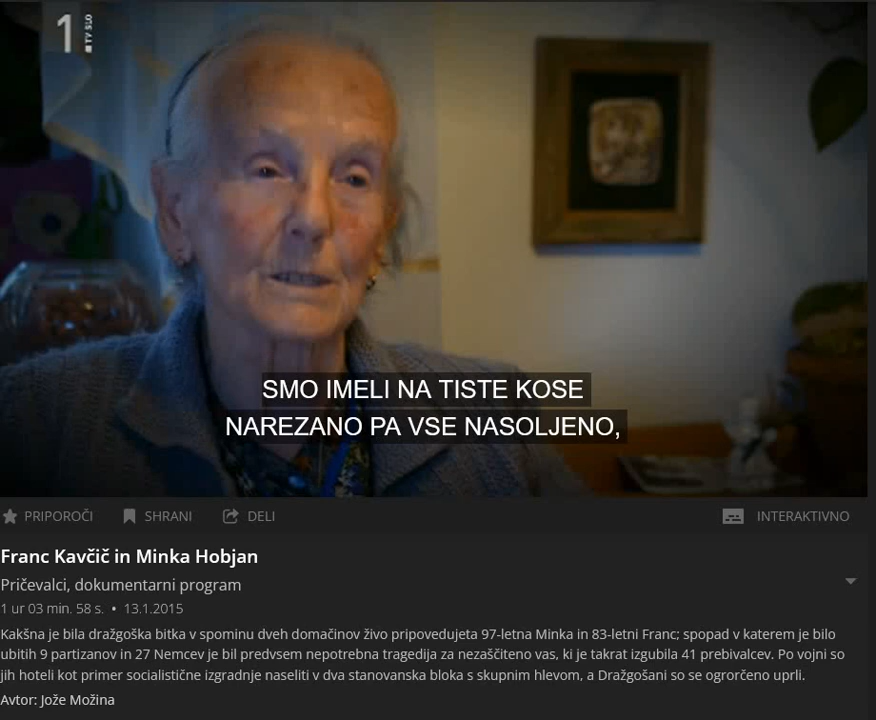 1 TV SLO
SMO IMELI NA TISTE KOSE
NAREZANO PA VSE NASOLJENO,
PRIPOROČI SHRANI DELI INTERAKTIVNO
Franc Kavčič in Minka Hobjan
Pričevalci, dokumentarni program
1 ur 03 min. 58 s. • 13.1.2015
Kakšna je bila dražgoška bitka v spominu dveh domačinov živo pripovedujeta 97-letna Minka in 83-letni Franc; spopad v katerem je bilo
ubitih 9 partizanov in 27 Nemcev je bil predvsem nepotrebna tragedija za nezaščiteno vas, ki je takrat izgubila 41 prebivalcev. Po vojni so
jih hoteli kot primer socialistične izgradnje naseliti v dva stanovanska bloka s skupnim hlevom, a Dražgošani so se ogrorčeno uprli.
Avtor: Jože Možina